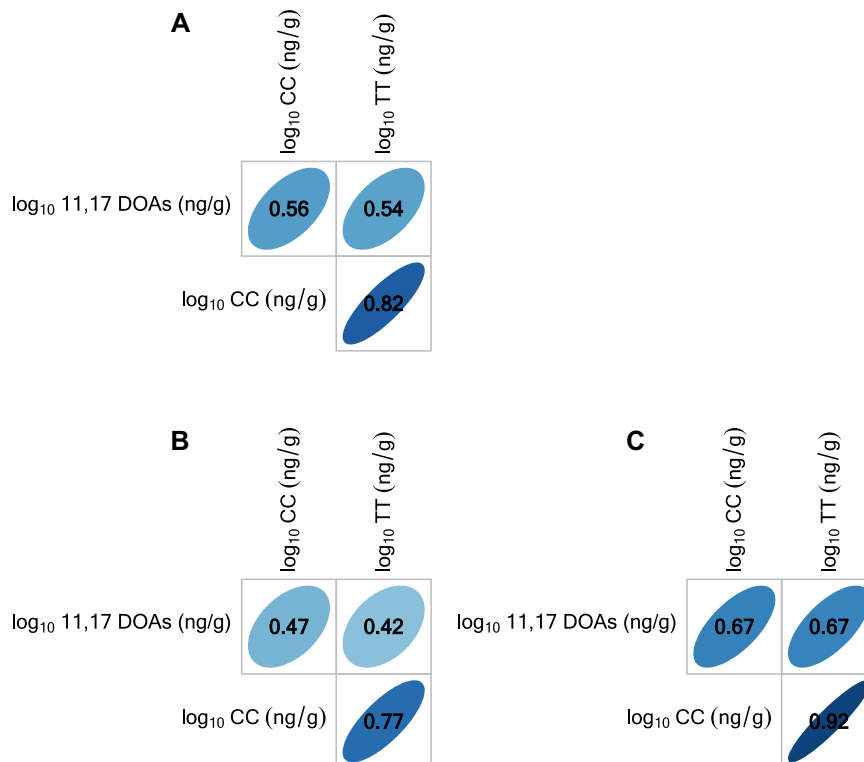 A
log₁₀ CC (ng/g)
log₁₀ TT (ng/g)
log₁₀ 11,17 DOAs (ng/g)
0.56
0.54
log₁₀ CC (ng/g)
0.82
B
log₁₀ CC (ng/g)
log₁₀ TT (ng/g)
log₁₀ 11,17 DOAs (ng/g)
0.47
0.42
log₁₀ CC (ng/g)
0.77
C
log₁₀ CC (ng/g)
log₁₀ TT (ng/g)
log₁₀ 11,17 DOAs (ng/g)
0.67
0.67
log₁₀ CC (ng/g)
0.92